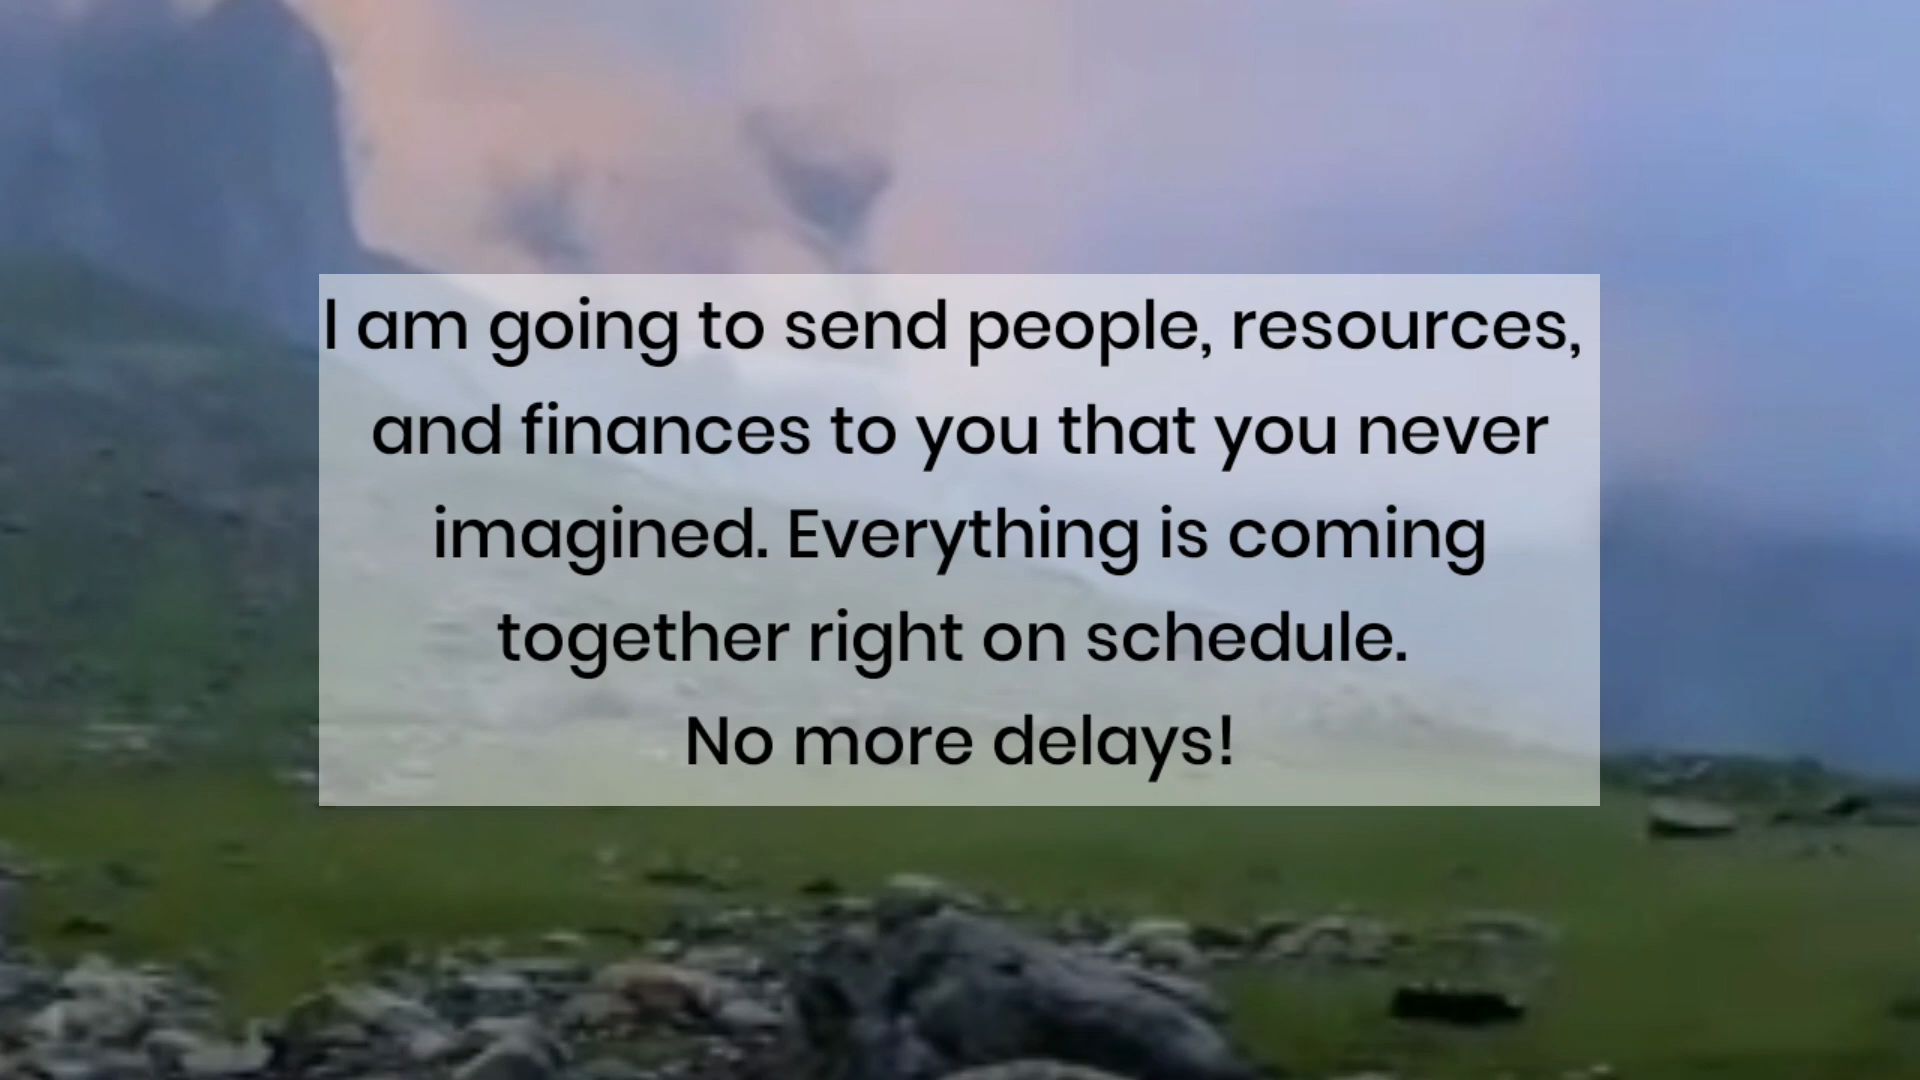 I am going to send people, resources,
and finances to you that you never
imagined. Everything is coming
together right on schedule.
No more delays!